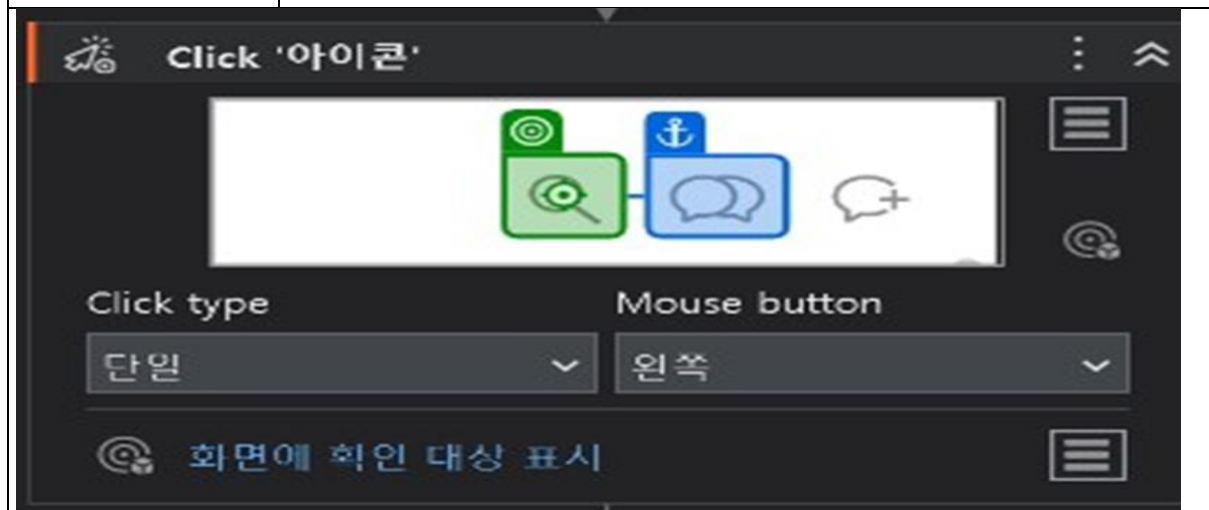 Click '아이콘'
Click type
Mouse button
단일
왼쪽
화면에 확인 대상 표시